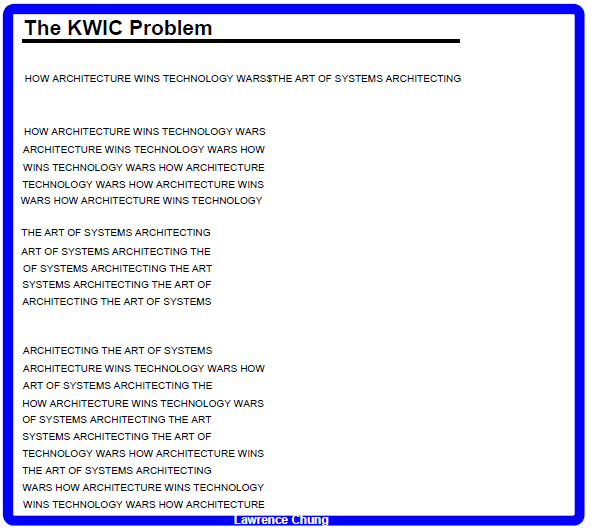 The KWIC Problem
HOW ARCHITECTURE WINS TECHNOLOGY WARS$THE ART OF SYSTEMS ARCHITECTING
HOW ARCHITECTURE WINS TECHNOLOGY WARS
ARCHITECTURE WINS TECHNOLOGY WARS HOW
WINS TECHNOLOGY WARS HOW ARCHITECTURE
TECHNOLOGY WARS HOW ARCHITECTURE WINS
WARS HOW ARCHITECTURE WINS TECHNOLOGY
THE ART OF SYSTEMS ARCHITECTING
ART OF SYSTEMS ARCHITECTING THE
OF SYSTEMS ARCHITECTING THE ART
SYSTEMS ARCHITECTING THE ART OF
ARCHITECTING THE ART OF SYSTEMS
ARCHITECTING THE ART OF SYSTEMS
ARCHITECTURE WINS TECHNOLOGY WARS HOW
ART OF SYSTEMS ARCHITECTING THE
HOW ARCHITECTURE WINS TECHNOLOGY WARS
OF SYSTEMS ARCHITECTING THE ART
SYSTEMS ARCHITECTING THE ART OF
TECHNOLOGY WARS HOW ARCHITECTURE WINS
THE ART OF SYSTEMS ARCHITECTING
WARS HOW ARCHITECTURE WINS TECHNOLOGY
WINS TECHNOLOGY WARS HOW ARCHITECTURE
Lawrence Chung